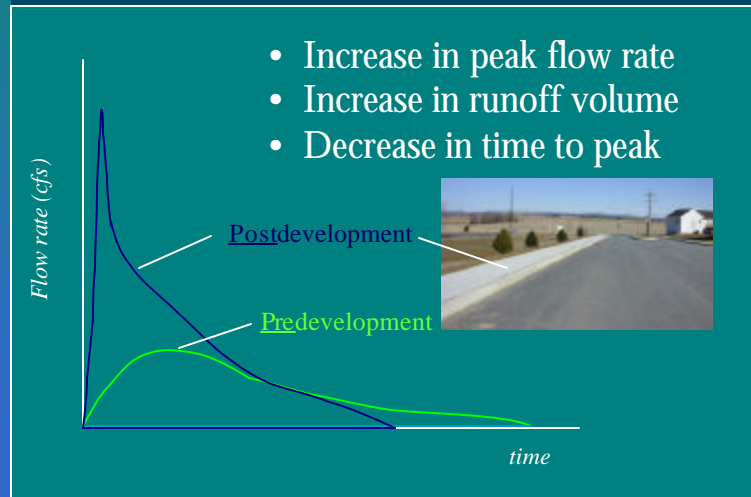 • Increase in peak flow rate
• Increase in runoff volume
• Decrease in time to peak
Flow rate (cfs)
Postdevelopment
Predevelopment
time